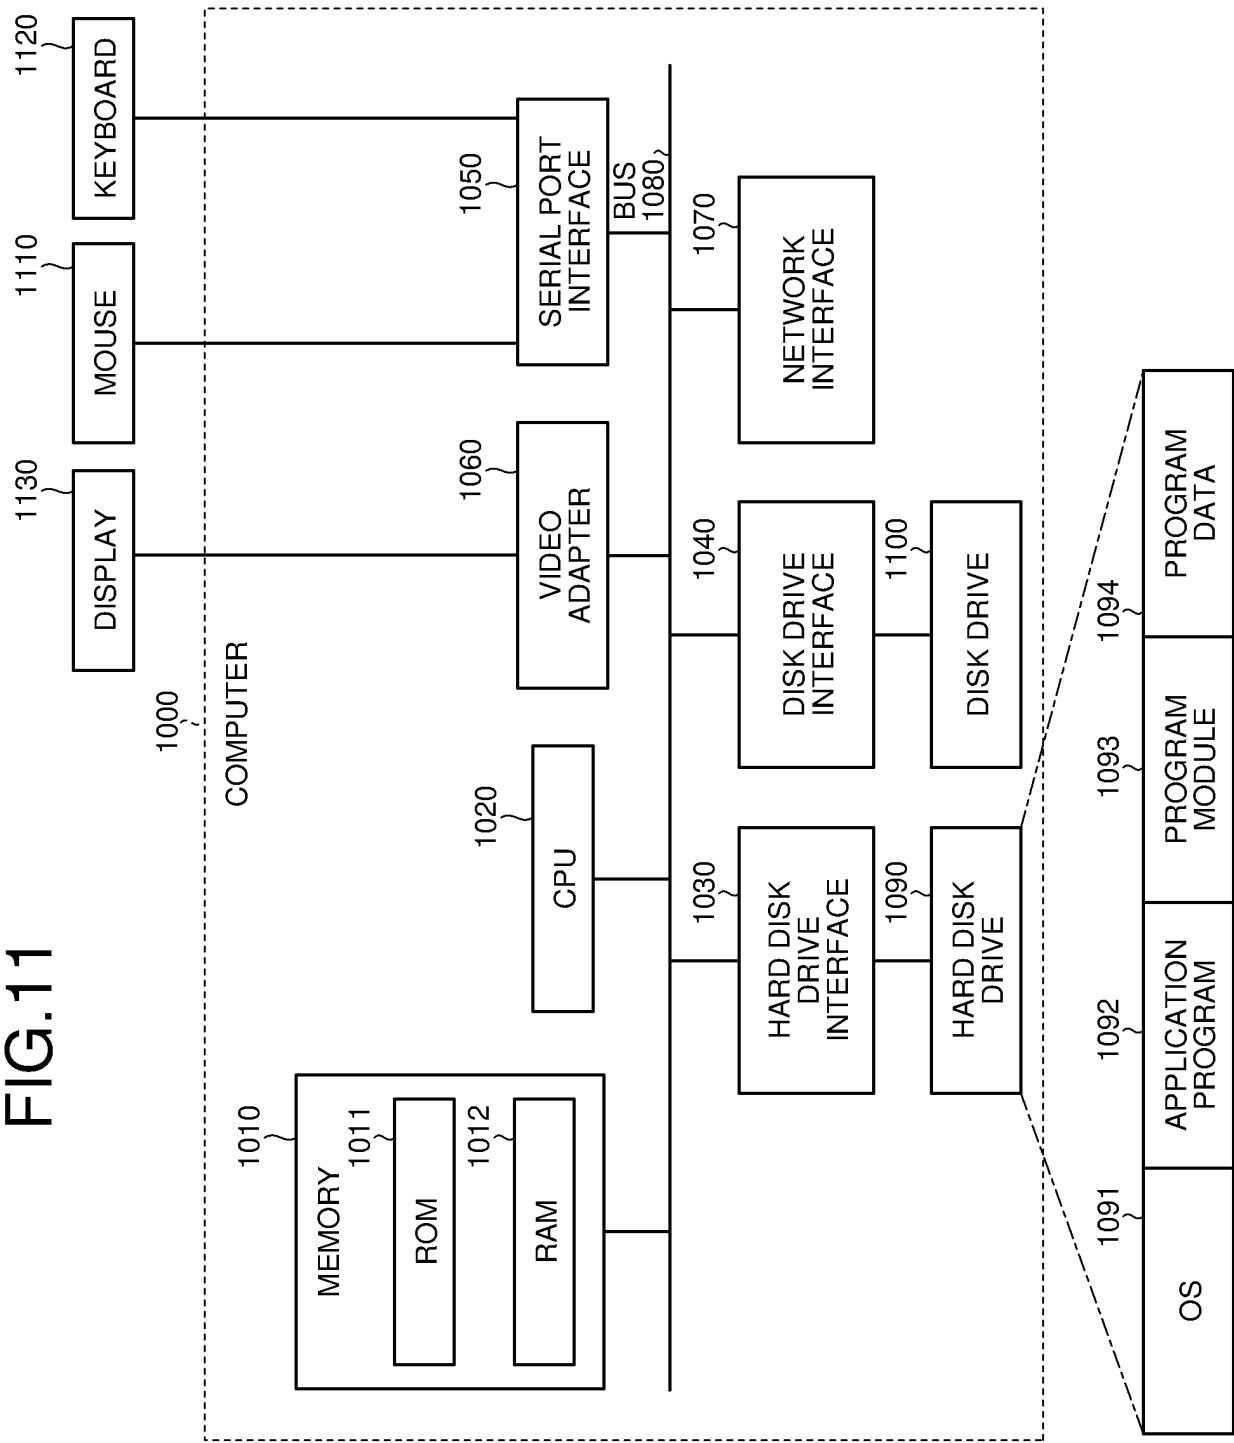 FIG.11
1000
COMPUTER
1010
MEMORY
1011
ROM
1012
RAM
1020
CPU
1130
DISPLAY
1110
MOUSE
1120
KEYBOARD
1060
VIDEO
ADAPTER
1050
SERIAL PORT
INTERFACE
BUS
1080
1030
HARD DISK
DRIVE
INTERFACE
1040
DISK DRIVE
INTERFACE
1070
NETWORK
INTERFACE
1090
HARD DISK
DRIVE
1100
DISK DRIVE
1091
OS
1092
APPLICATION
PROGRAM
1093
PROGRAM
MODULE
1094
PROGRAM
DATA